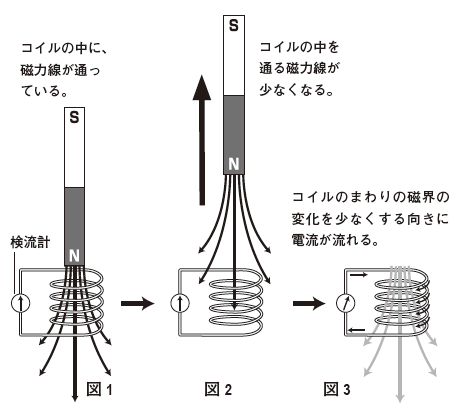 コイルの中に、
磁力線が通っ
ている。
S
N
検流計
図1
コイルの中を
通る磁力線が
少なくなる。
S
N
図2
コイルのまわりの磁界の
変化を少なくする向きに
電流が流れる。
図3